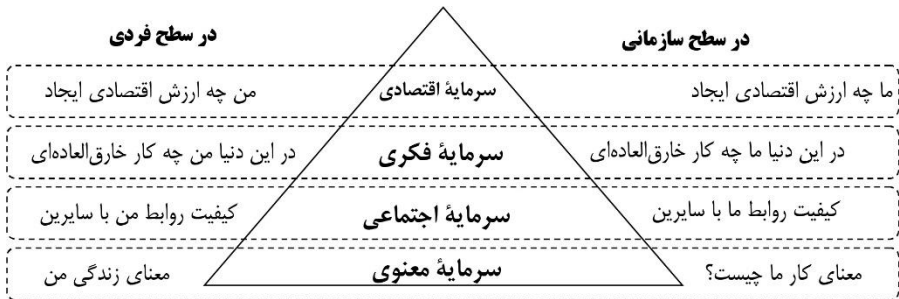 در سطح سازمانی
در سطح فردی
ما چه ارزش اقتصادی ایجاد
سرمایهٔ اقتصادی
من چه ارزش اقتصادی ایجاد
در این دنیا ما چه کار خارق‌العاده‌ای
سرمایهٔ فکری
در این دنیا من چه کار خارق‌العاده‌ای
کیفیت روابط ما با سایرین
سرمایهٔ اجتماعی
کیفیت روابط من با سایرین
معنای کار ما چیست؟
سرمایهٔ معنوی
معنای زندگی من